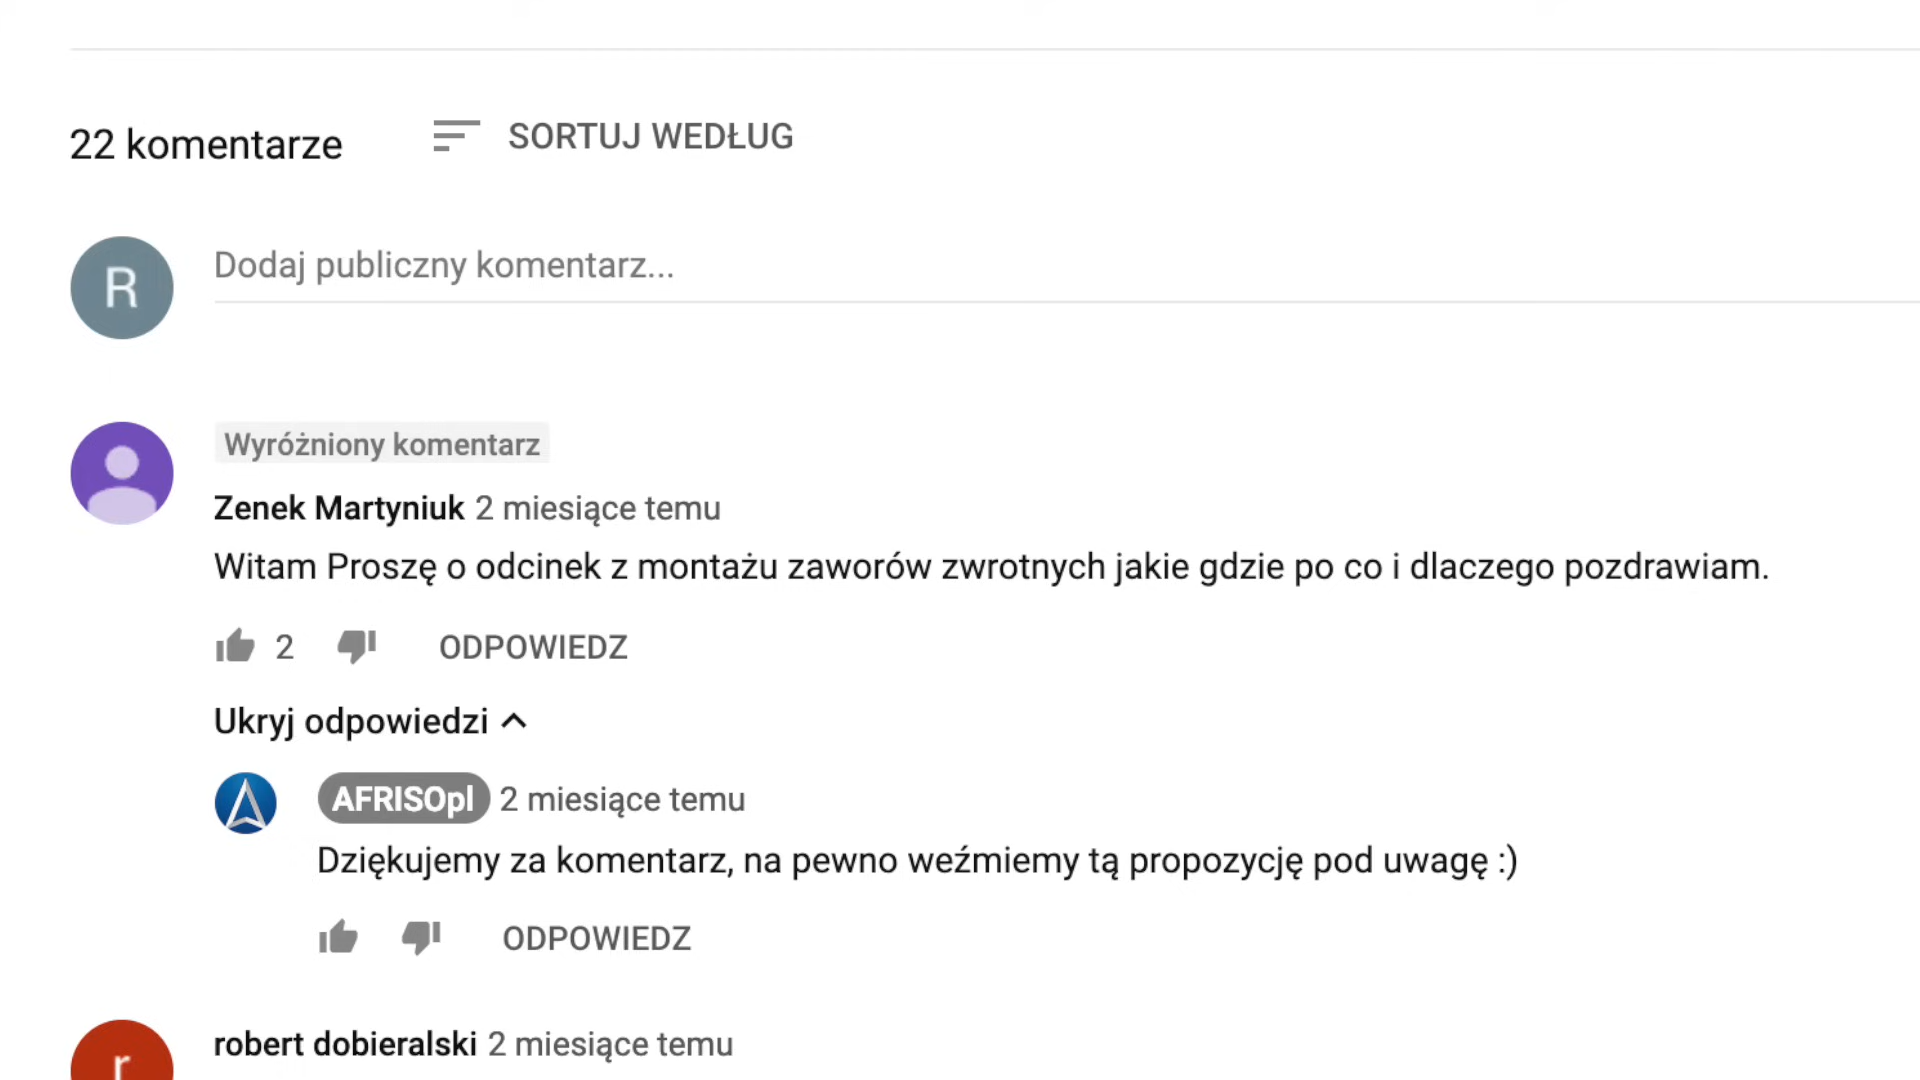 22 komentarze
SORTUJ WEDŁUG
R
Dodaj publiczny komentarz...
Wyróżniony komentarz
Zenek Martyniuk 2 miesiące temu
Witam Proszę o odcinek z montażu zaworów zwrotnych jakie gdzie po co i dlaczego pozdrawiam.
2
ODPOWIEDZ
Ukryj odpowiedzi
AFRISOpl 2 miesiące temu
Dziękujemy za komentarz, na pewno weźmiemy tą propozycję pod uwagę :)
ODPOWIEDZ
robert dobieralski 2 miesiące temu
r